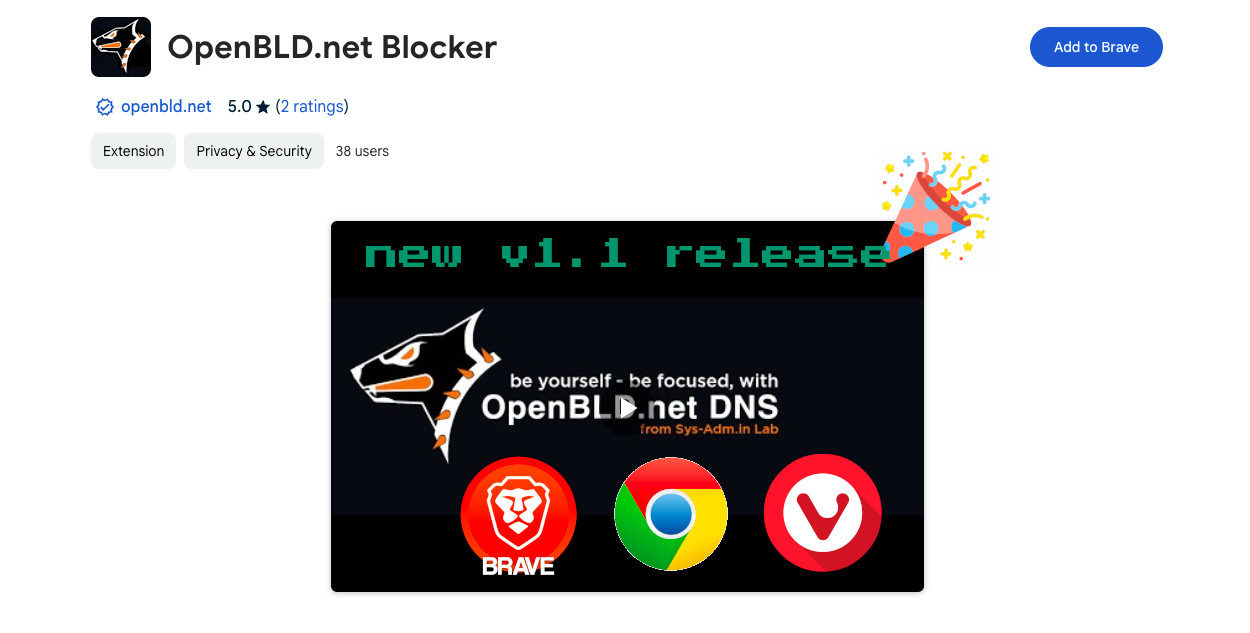 OpenBLD.net Blocker
Add to Brave
openbld.net 5.0 ★ (2 ratings)
Extension Privacy & Security 38 users
new v1.1 release
be yourself - be focused, with
OpenBLD.net DNS
from Sys-Adm.in Lab
BRAVE